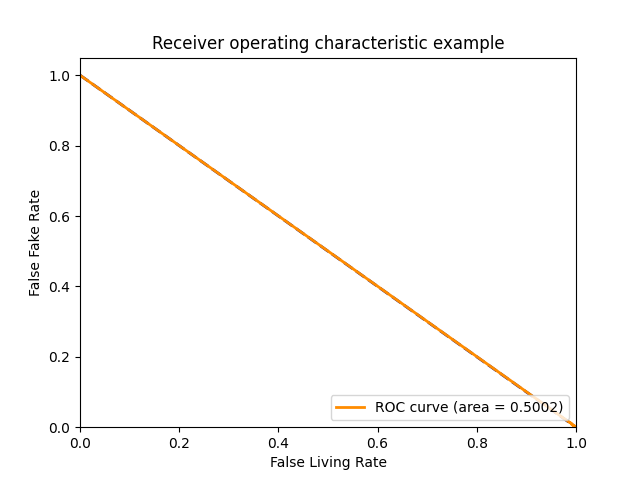 Receiver operating characteristic example
False Fake Rate
1.0
0.8
0.6
0.4
0.2
0.0
ROC curve (area = 0.5002)
0.0 0.2 0.4 0.6 0.8 1.0
False Living Rate